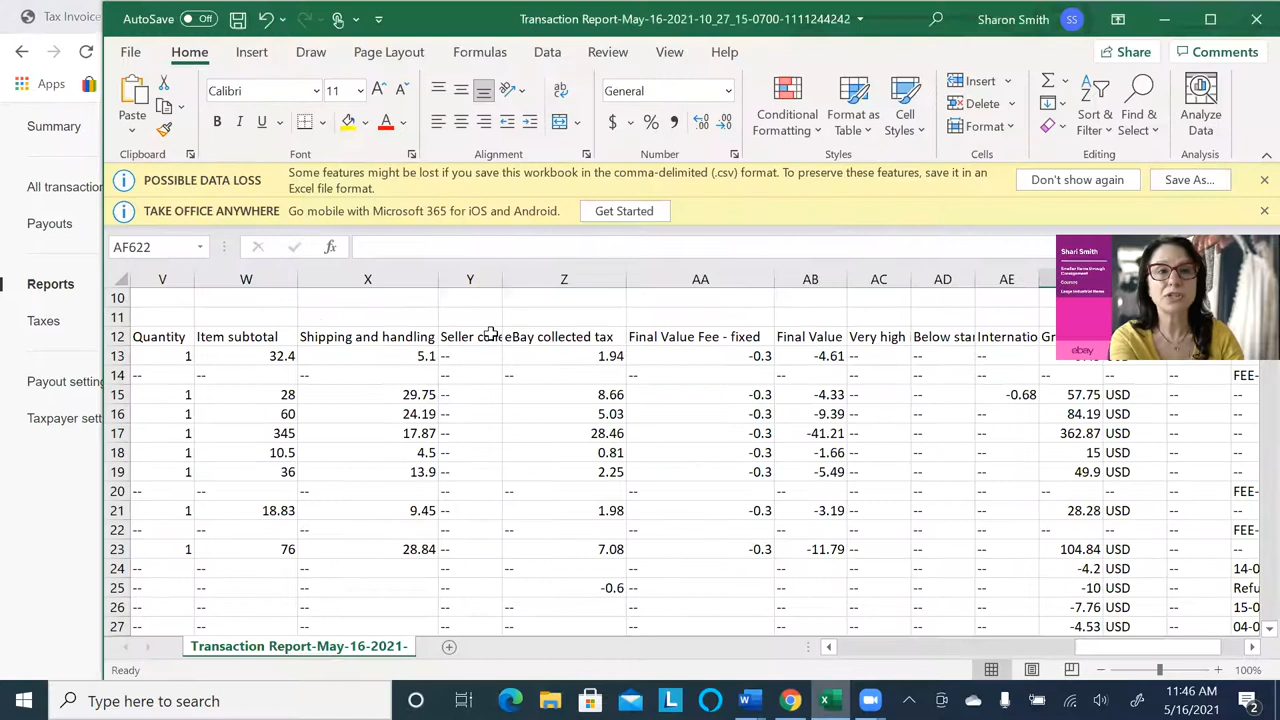 Tax Invoice
AutoSave Off
Transaction Report-May-16-2021-10_27_15-0700-1111244242
Sharon Smith SS
File Home Insert Draw Page Layout Formulas Data Review View Help Share Comments
Apps
Calibri 11 General Insert
Paste B I U $ % Conditional Formatting Format as Table Cell Styles Delete Sort & Filter Find & Select Analyze Data
Format
Clipboard Font Alignment Number Styles Cells Editing Analysis
POSSIBLE DATA LOSS Some features might be lost if you save this workbook in the comma-delimited (.csv) format. To preserve these features, save it in an Excel file format. Don't show again Save As...
TAKE OFFICE ANYWHERE Go mobile with Microsoft 365 for iOS and Android. Get Started
Summary
All transaction
Payouts
Reports
Taxes
Payout setting
Taxpayer sett
AF622 fx
Shari Smith
Smaller Items through Consignment
Couture
Large Industrial Items
ebay
V W X Y Z AA AB AC AD AE
10
11
12 Quantity Item subtotal Shipping and handling Seller colle eBay collected tax Final Value Fee - fixed Final Value Very high Below star Internatio Gr
13 1 32.4 5.1 -- 1.94 -0.3 -4.61 -- -- --
14 -- -- -- -- -- -- -- -- -- -- FEE-
15 1 28 29.75 -- 8.66 -0.3 -4.33 -- -- -0.68 57.75 USD -- --
16 1 60 24.19 -- 5.03 -0.3 -9.39 -- -- -- 84.19 USD -- --
17 1 345 17.87 -- 28.46 -0.3 -41.21 -- -- -- 362.87 USD -- --
18 1 10.5 4.5 -- 0.81 -0.3 -1.66 -- -- -- 15 USD -- --
19 1 36 13.9 -- 2.25 -0.3 -5.49 -- -- -- 49.9 USD -- --
20 -- -- -- -- -- -- -- -- -- -- -- -- -- FEE-
21 1 18.83 9.45 -- 1.98 -0.3 -3.19 -- -- -- 28.28 USD -- --
22 -- -- -- -- -- -- -- -- -- -- -- -- -- FEE-
23 1 76 28.84 -- 7.08 -0.3 -11.79 -- -- -- 104.84 USD -- --
24 -- -- -- -- -- -- -- -- -- -- -4.2 USD -- 14-0
25 -- -- -- -- -0.6 -- -- -- -- -- -10 USD -- Refu
26 -- -- -- -- -- -- -- -- -- -- -7.76 USD -- 15-0
27 -- -- -- -- -- -- -- -- -- -- -4.53 USD -- 04-0
Transaction Report-May-16-2021-
Ready 100%
Type here to search
11:46 AM
5/16/2021
2